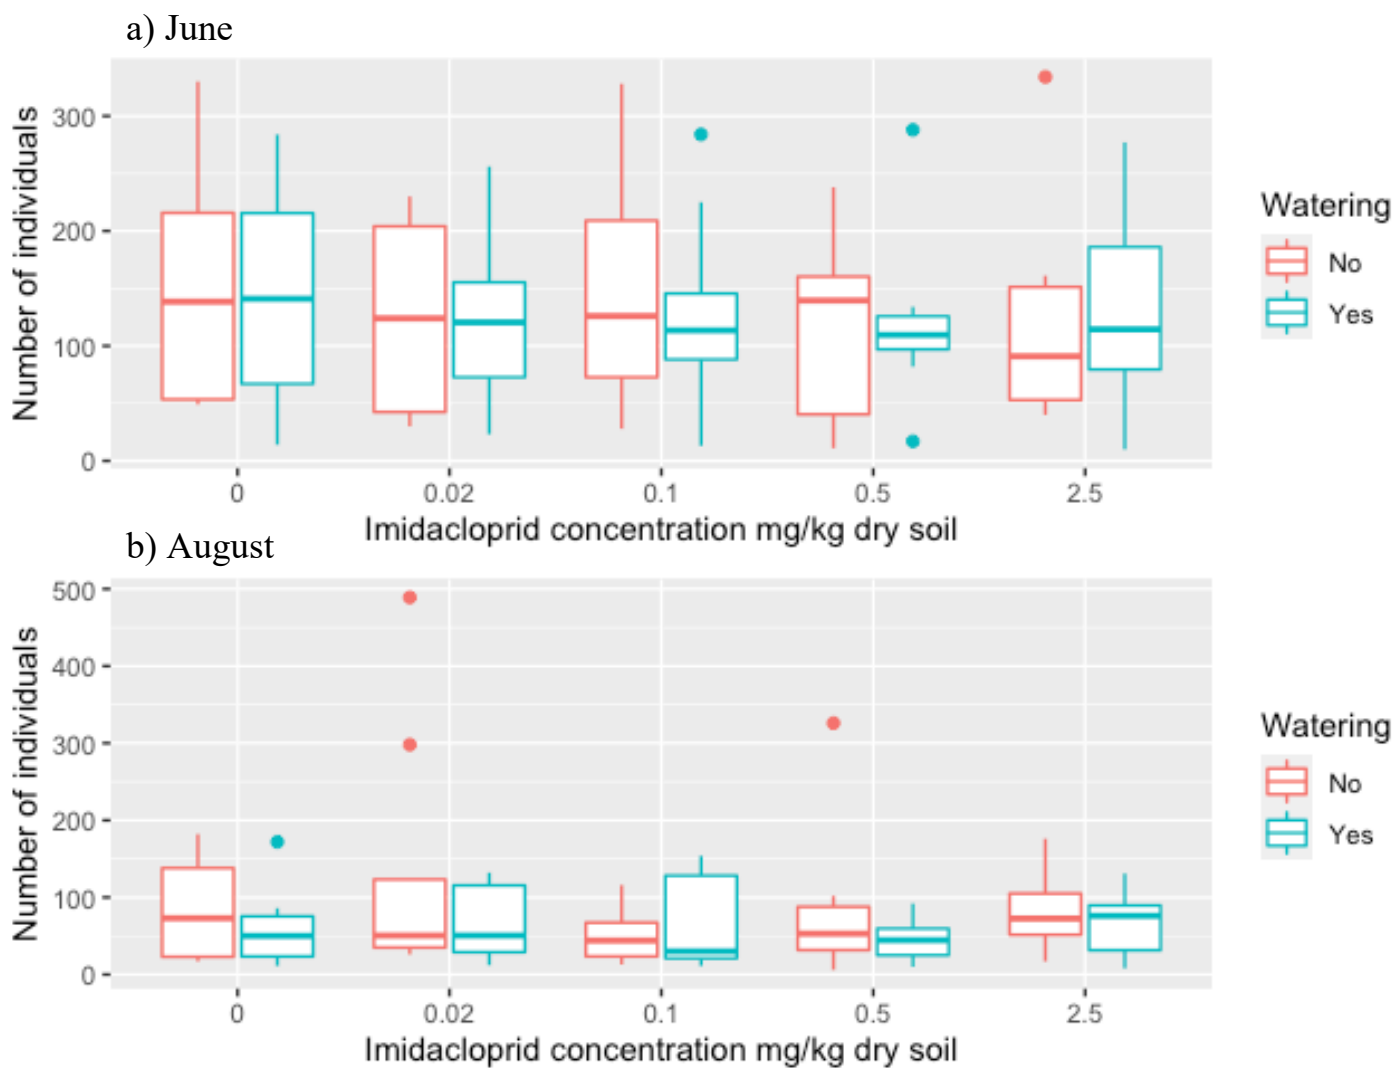 a) June
Number of individuals
300
200
100
0
0 0.02 0.1 0.5 2.5
Imidacloprid concentration mg/kg dry soil
Watering
No
Yes
b) August
Number of individuals
500
400
300
200
100
0
0 0.02 0.1 0.5 2.5
Imidacloprid concentration mg/kg dry soil
Watering
No
Yes